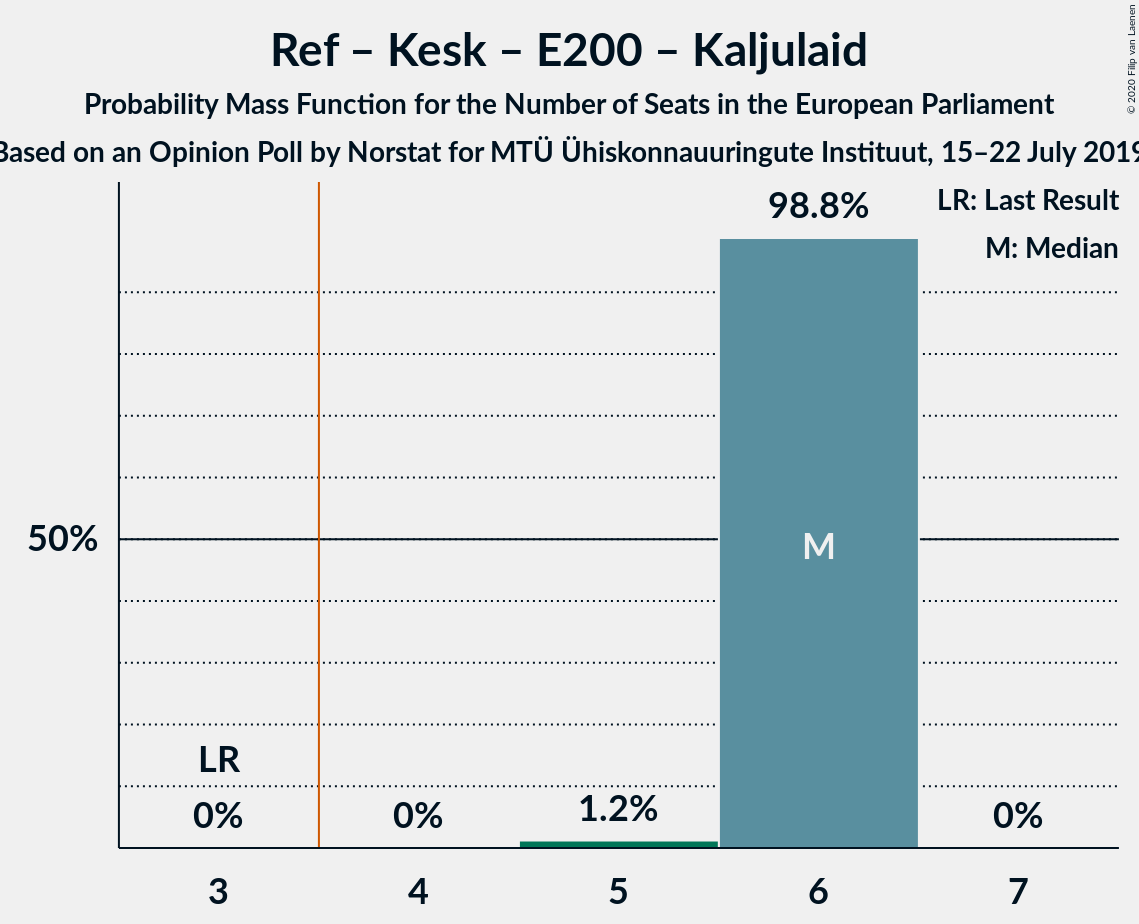 Ref – Kesk – E200 – Kaljulaid
Probability Mass Function for the Number of Seats in the European Parliament
Based on an Opinion Poll by Norstat for MTÜ Ühiskonnauuringute Instituut, 15–22 July 2019
© 2020 Filip van Laenen
LR: Last Result
M: Median
98.8%
50%
M
LR
0%
0%
1.2%
0%
3
4
5
6
7